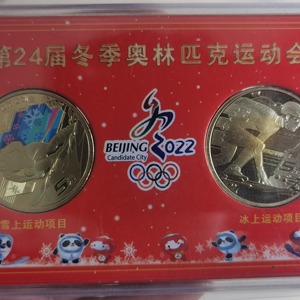 第24届冬季奥林匹克运动会
BEIJING 2022
Candidate City
5
雪上运动项目
冰上运动项目